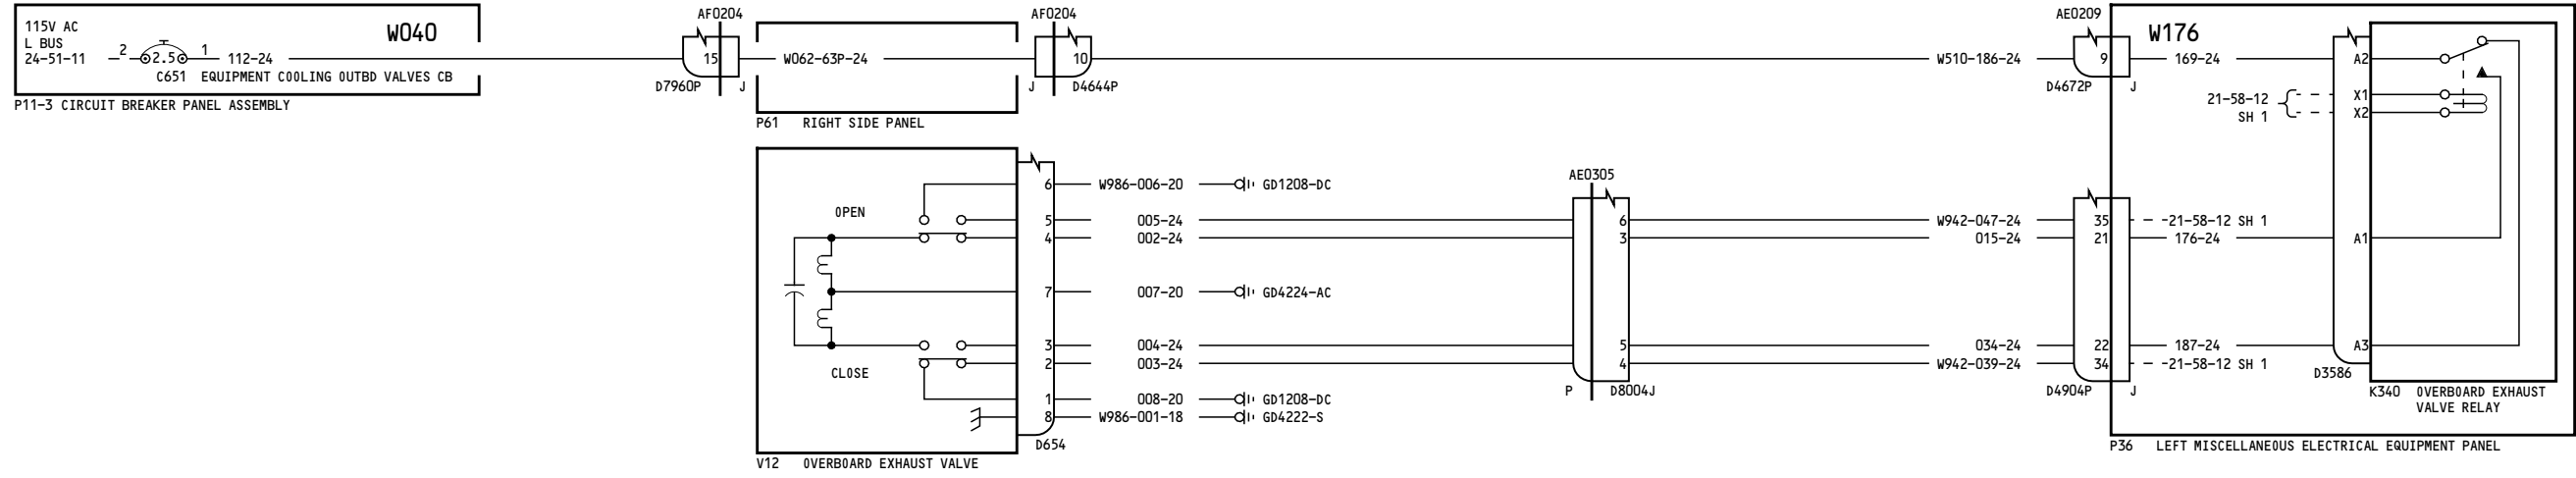 115V AC
L BUS
24-51-11
2
2.5
1
112-24
W040
C651 EQUIPMENT COOLING OUTBD VALVES CB
P11-3 CIRCUIT BREAKER PANEL ASSEMBLY
AF0204
15
D7960P J
W062-63P-24
P61 RIGHT SIDE PANEL
AF0204
10
J D4644P
W510-186-24
AE0209
9
D4672P J
W176
169-24
A2
21-58-12
SH 1
X1
X2
OPEN
CLOSE
6 W986-006-20 GD1208-DC
5 005-24
4 002-24
7 007-20 GD4224-AC
3 004-24
2 003-24
1 008-20 GD1208-DC
8 W986-001-18 GD4222-S
D654
V12 OVERBOARD EXHAUST VALVE
AE0305
6
3
5
4
P D8004J
W942-047-24 35 21-58-12 SH 1
015-24 21 176-24 A1
034-24 22 187-24 A3
W942-039-24 34 21-58-12 SH 1
D4904P J
D3586
K340 OVERBOARD EXHAUST
VALVE RELAY
P36 LEFT MISCELLANEOUS ELECTRICAL EQUIPMENT PANEL